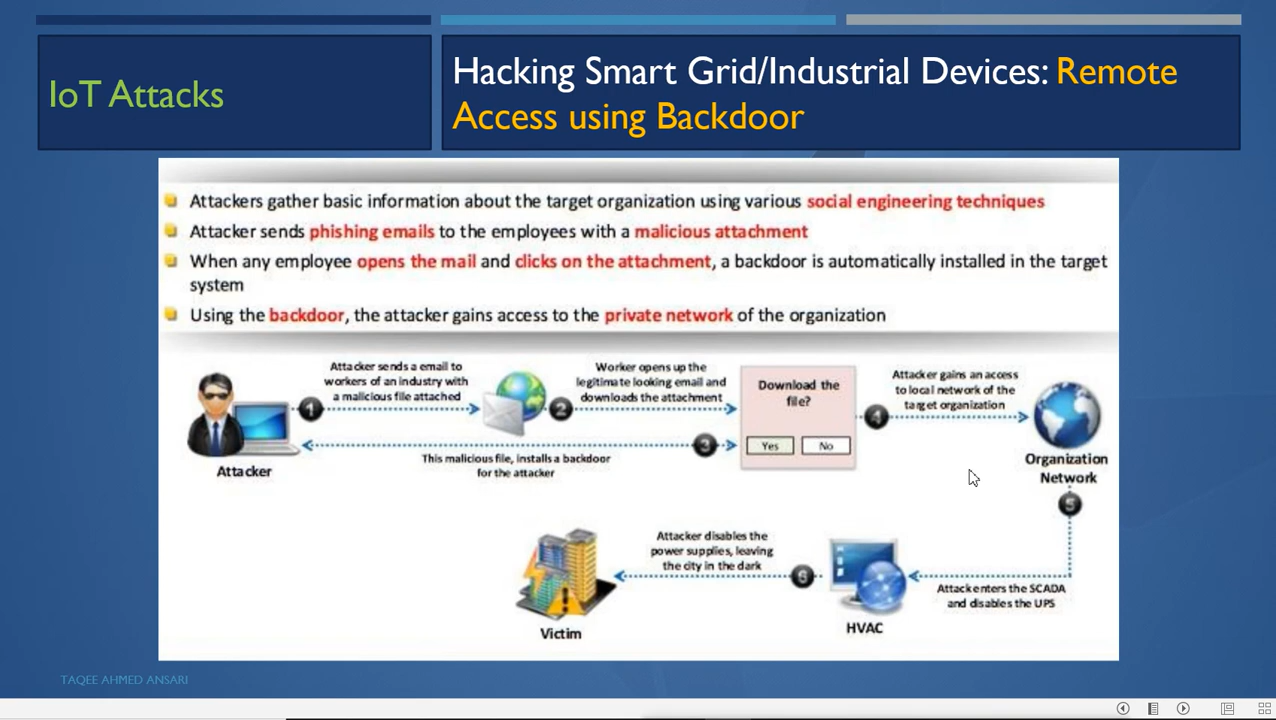 IoT Attacks
Hacking Smart Grid/Industrial Devices: Remote
Access using Backdoor
Attackers gather basic information about the target organization using various social engineering techniques
Attacker sends phishing emails to the employees with a malicious attachment
When any employee opens the mail and clicks on the attachment, a backdoor is automatically installed in the target
system
Using the backdoor, the attacker gains access to the private network of the organization
Attacker sends a email to
workers of an industry with
a malicious file attached
1
Worker opens up the
legitimate looking email and
downloads the attachment
2
Download the
file?
Yes No
Attacker gains an access
to local network of the
target organization
4
3
This malicious file, installs a backdoor
for the attacker
Attacker
Organization
Network
5
Attack enters the SCADA
and disables the UPS
HVAC
Attacker disables the
power supplies, leaving
the city in the dark
6
Victim
TAQEE AHMED ANSARI